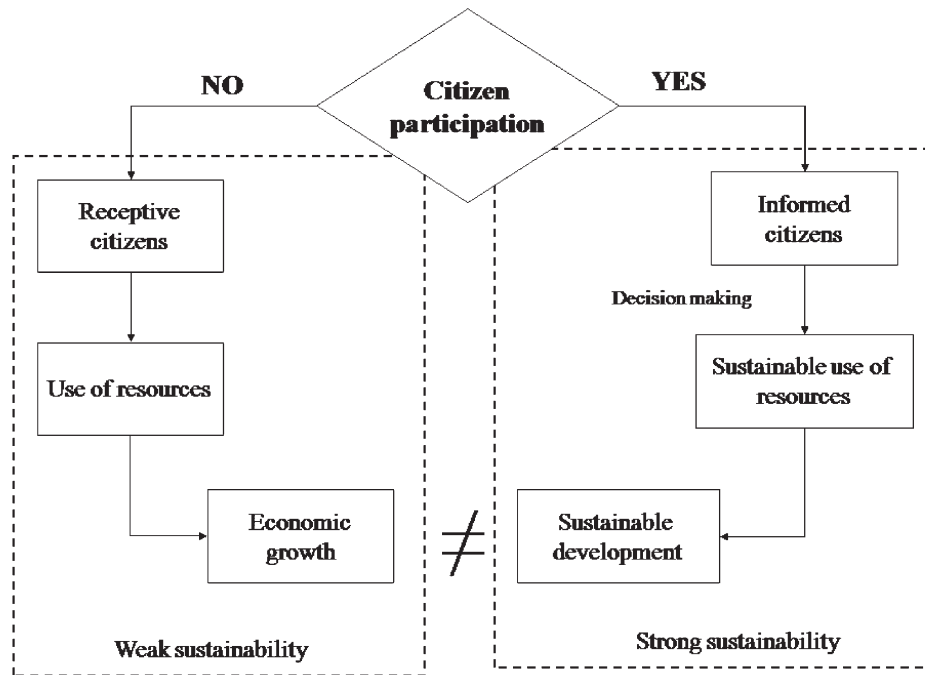 NO
YES
Citizen
participation
Receptive
citizens
Informed
citizens
Decision making
Use of resources
Sustainable use of
resources
Economic
growth
≠
Sustainable
development
Weak sustainability
Strong sustainability